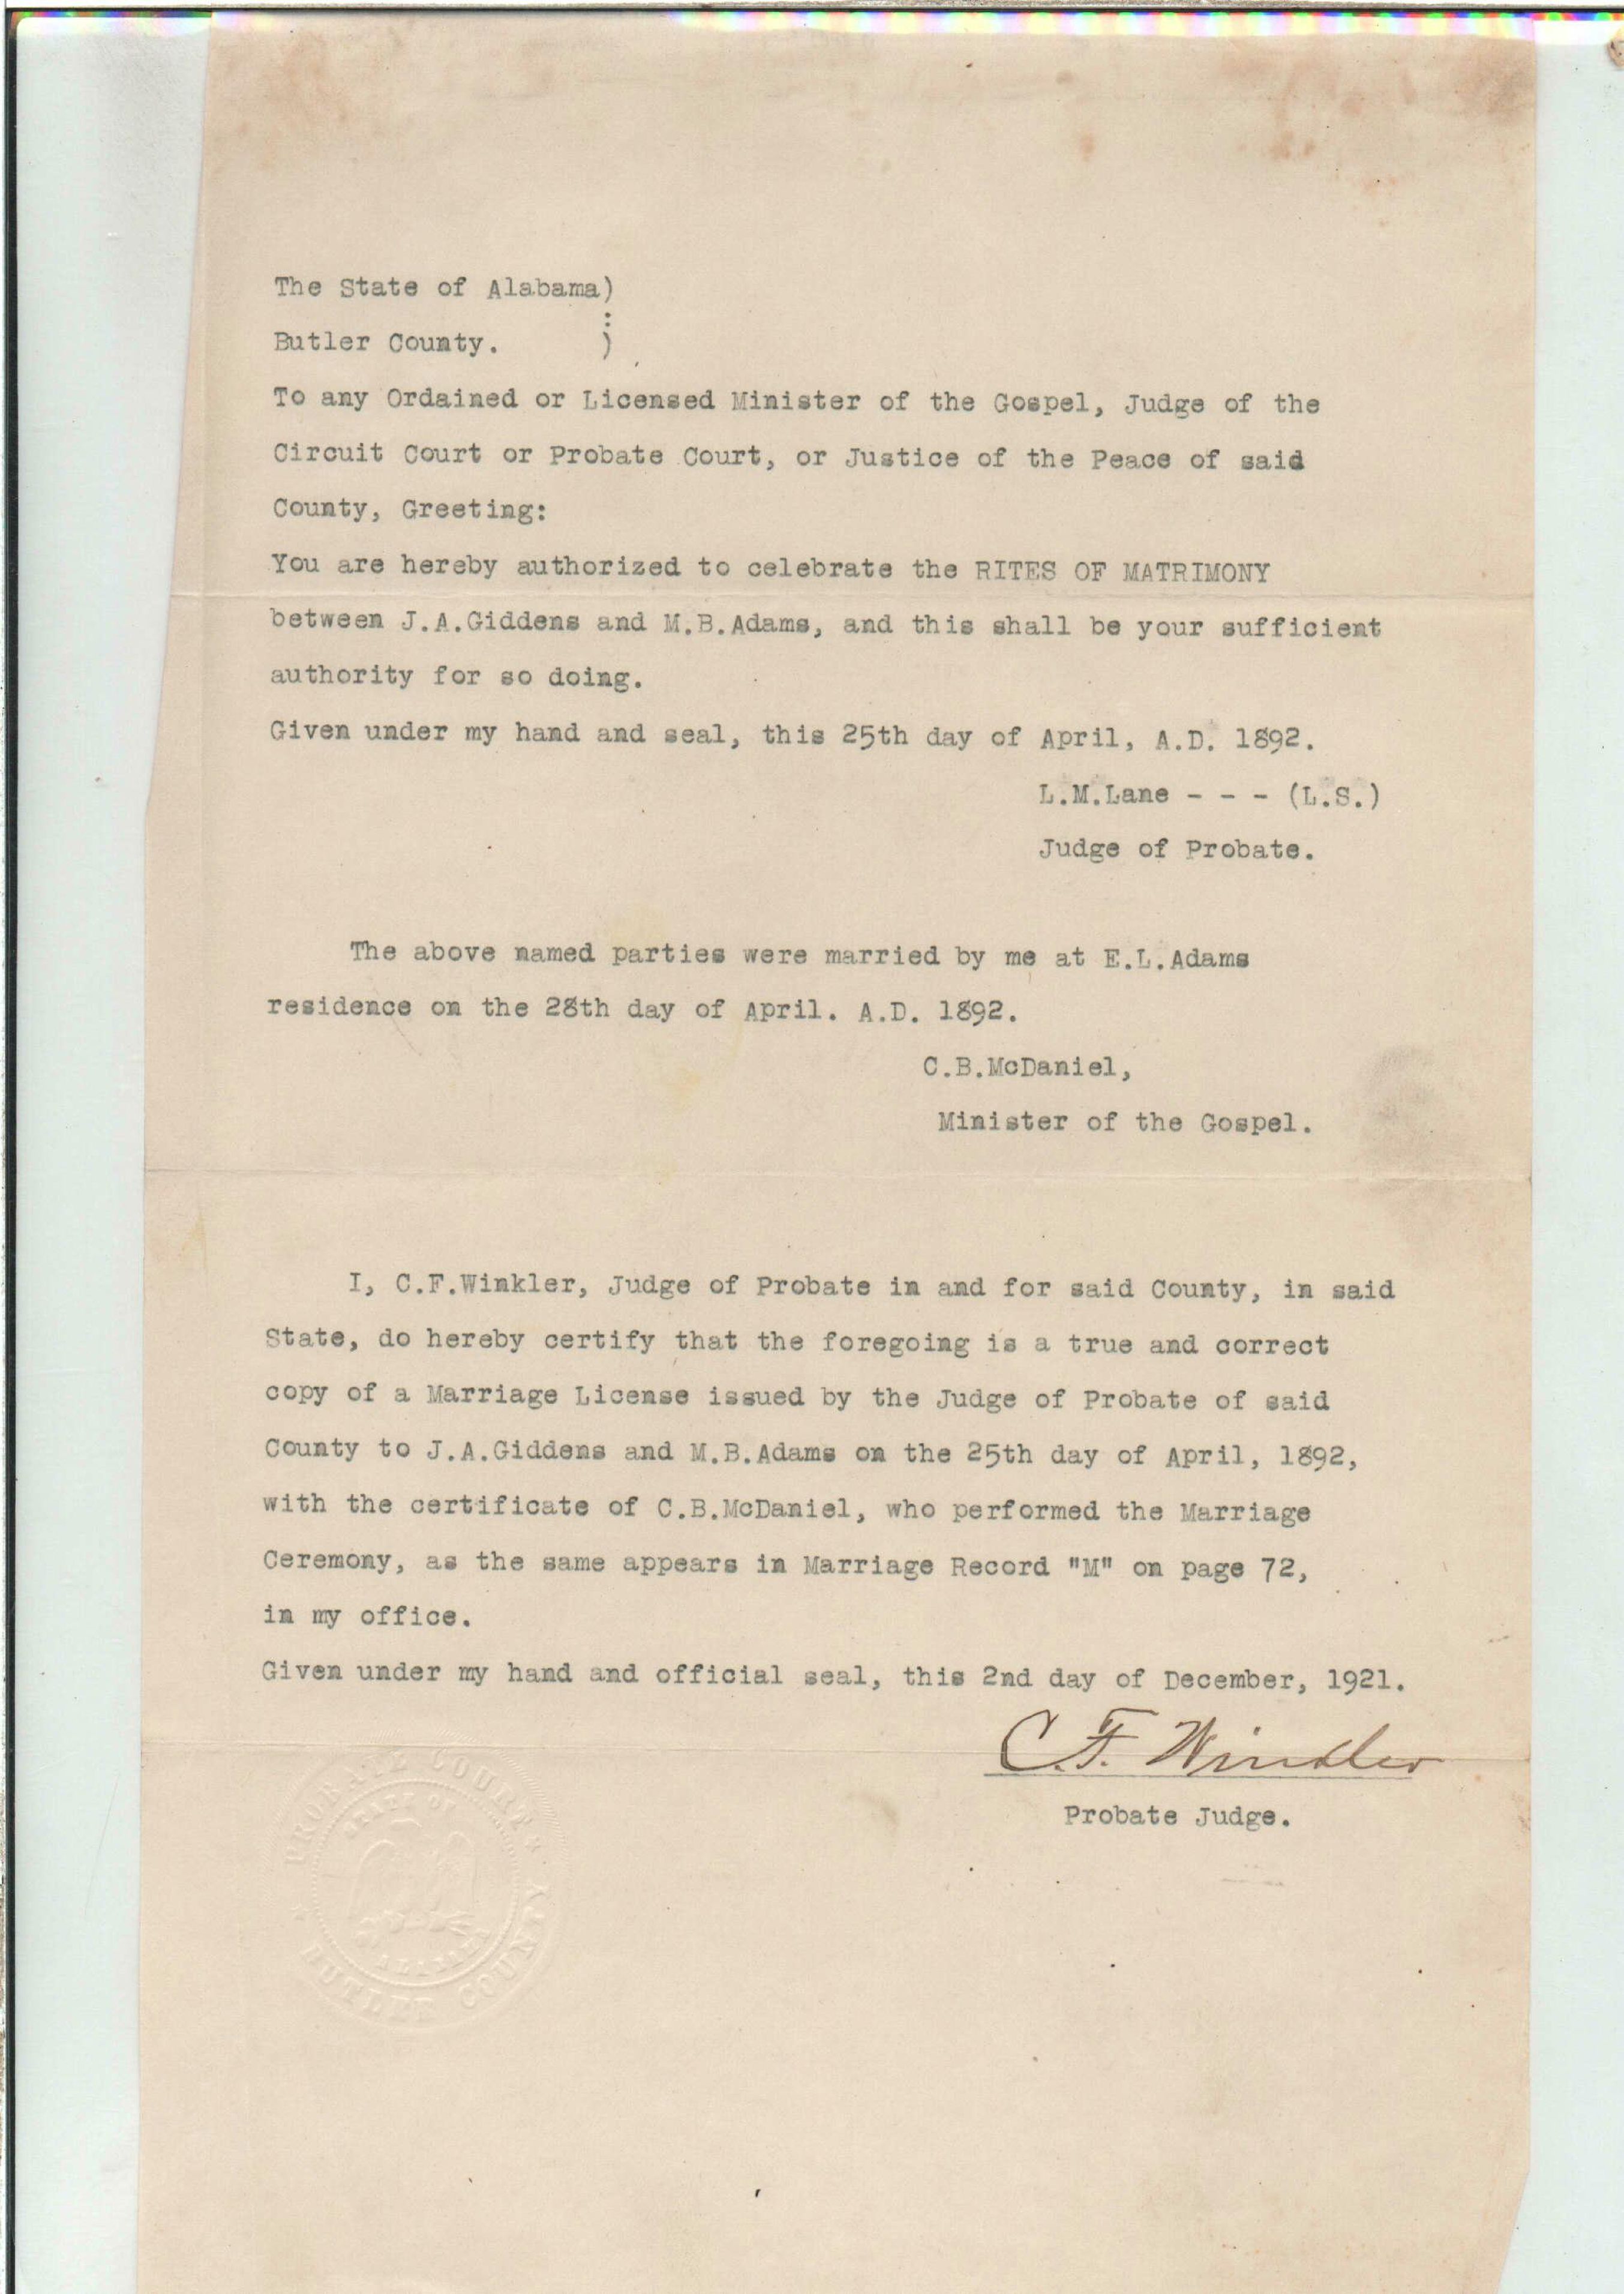 The State of Alabama)
:
Butler County. )
To any Ordained or Licensed Minister of the Gospel, Judge of the
Circuit Court or Probate Court, or Justice of the Peace of said
County, Greeting:
You are hereby authorized to celebrate the RITES OF MATRIMONY
between J.A.Giddens and M.B.Adams, and this shall be your sufficient
authority for so doing.
Given under my hand and seal, this 25th day of April, A.D. 1892.
L.M.Lane - - - (L.S.)
Judge of Probate.
The above named parties were married by me at E.L.Adams
residence on the 28th day of April. A.D. 1892.
C.B.McDaniel,
Minister of the Gospel.
I, C.F.Winkler, Judge of Probate in and for said County, in said
State, do hereby certify that the foregoing is a true and correct
copy of a Marriage License issued by the Judge of Probate of said
County to J.A.Giddens and M.B.Adams on the 25th day of April, 1892,
with the certificate of C.B.McDaniel, who performed the Marriage
Ceremony, as the same appears in Marriage Record "M" on page 72,
in my office.
Given under my hand and official seal, this 2nd day of December, 1921.
C.F. Winkler
Probate Judge.
PROBATE COURT
STATE OF
ALABAMA
BUTLER COUNTY